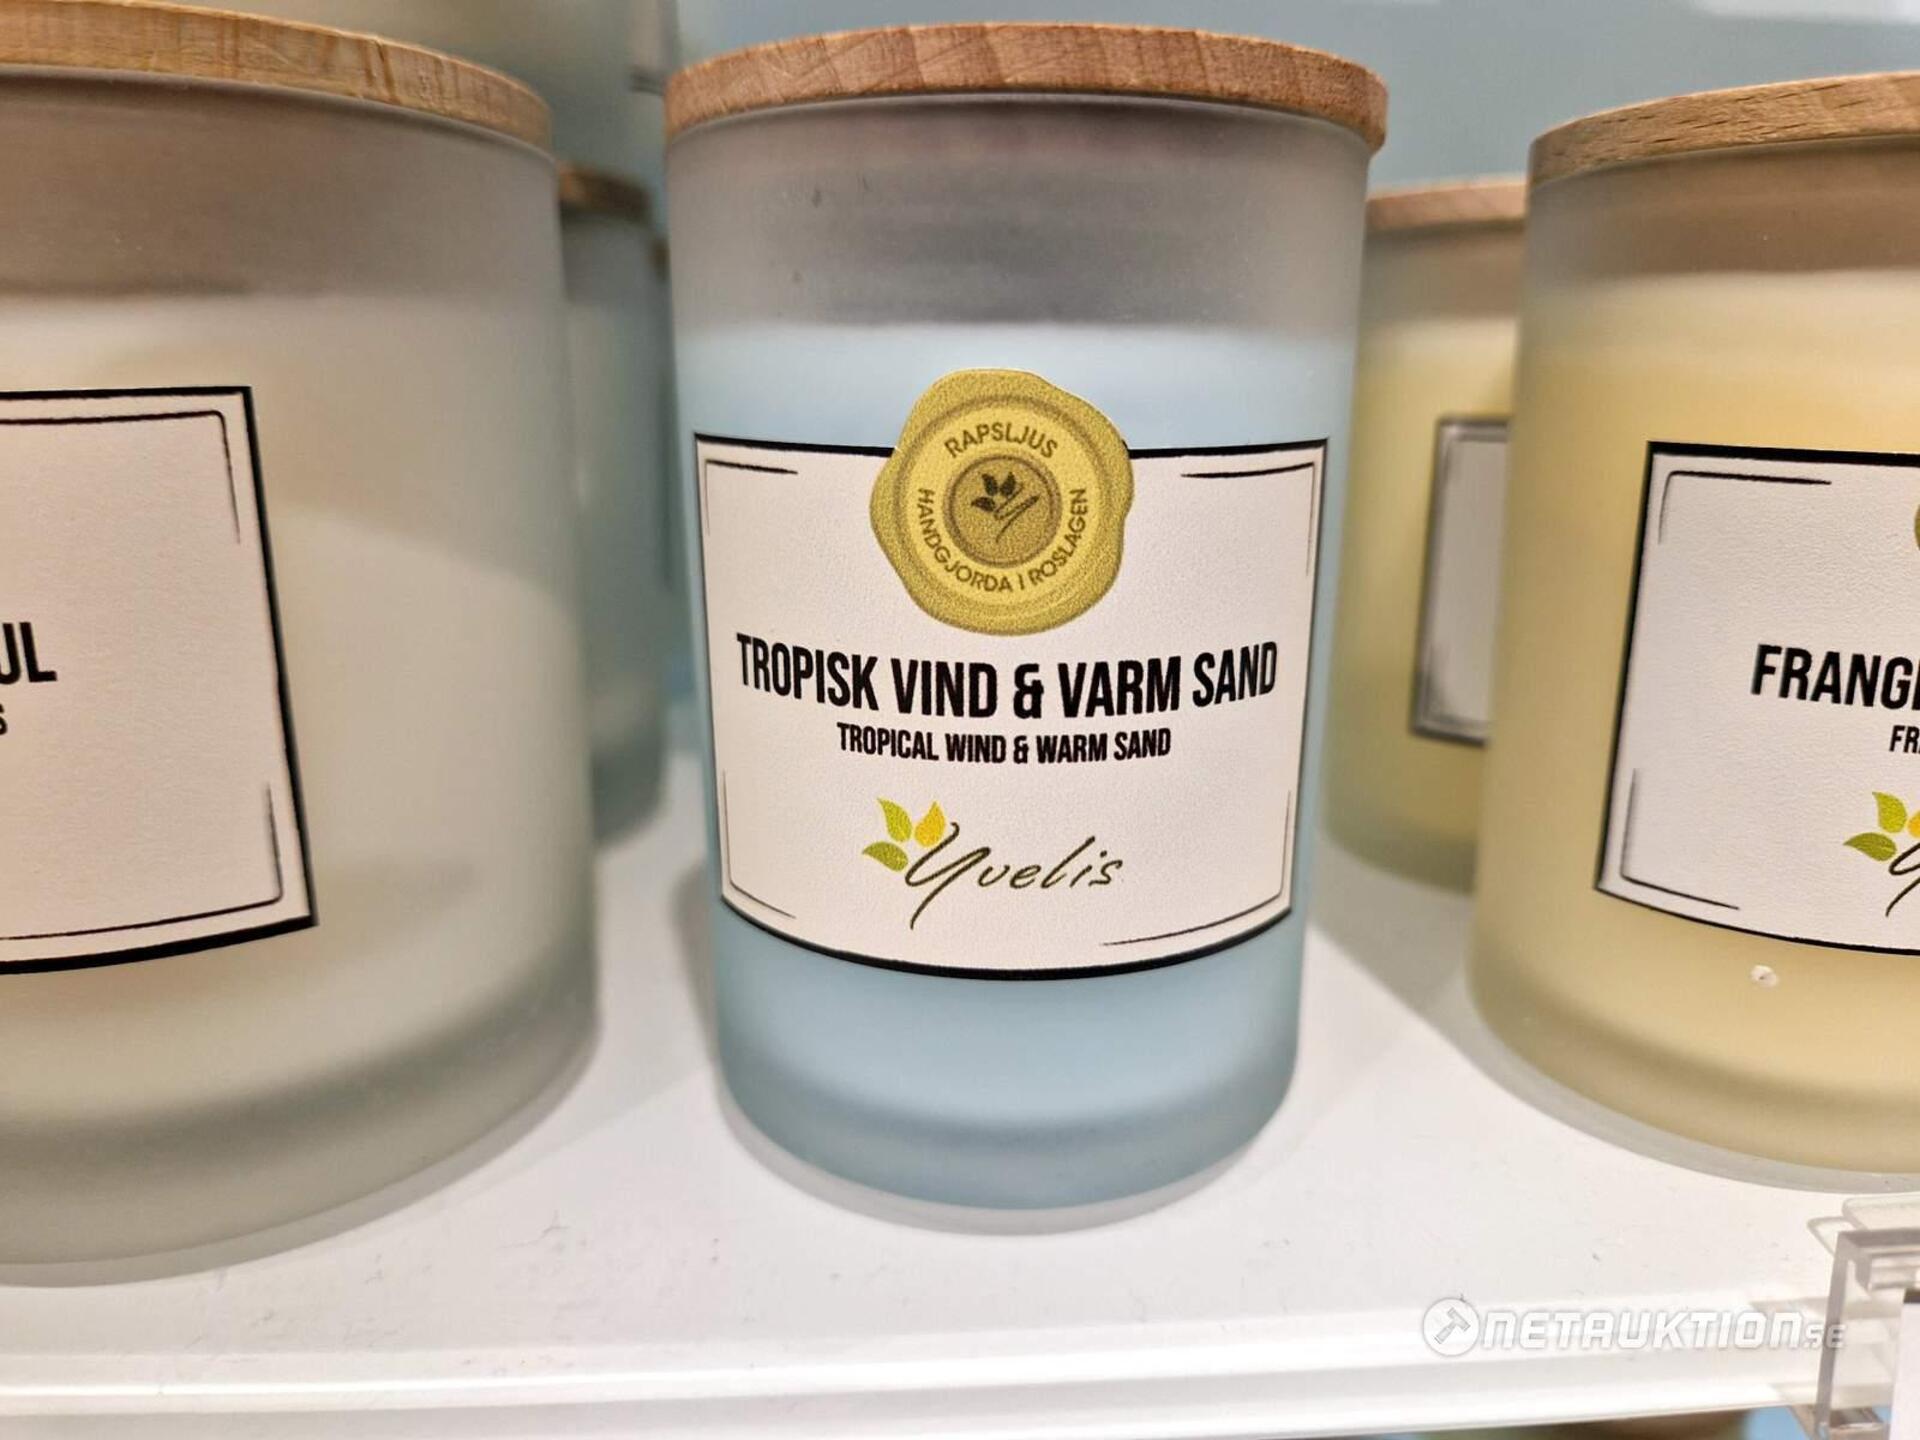 RAPSLJUS
HANDGJORDA I ROSLAGEN
TROPISK VIND & VARM SAND
TROPICAL WIND & WARM SAND
Yvelis
NETAUKTION.SE